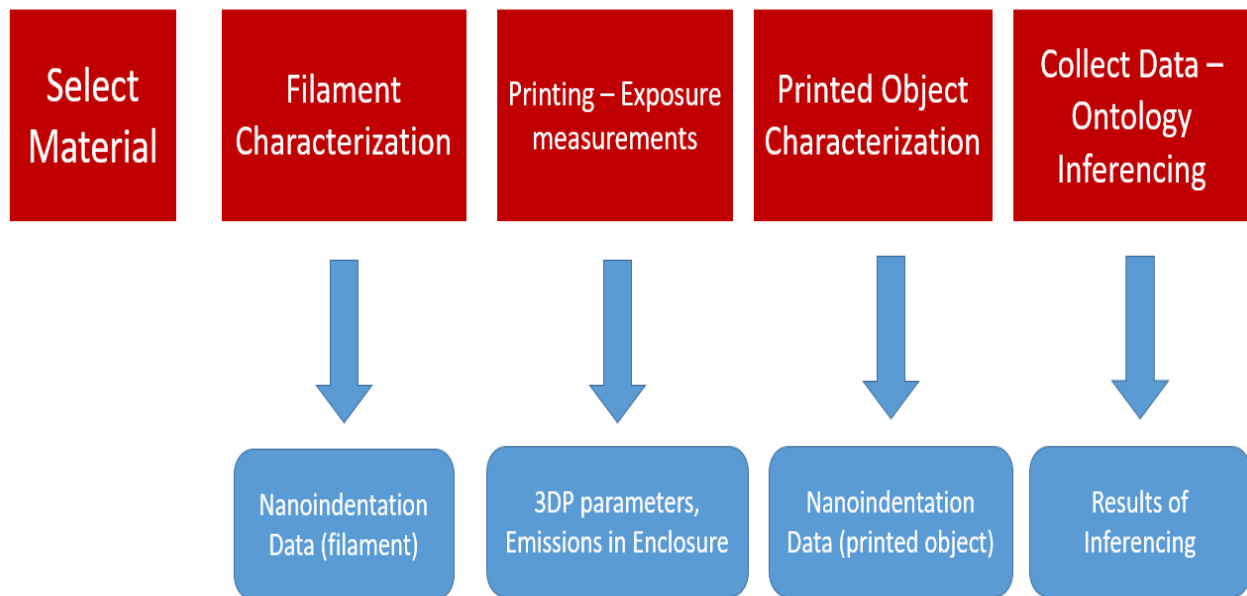 Select
Material
Filament
Characterization
Printing – Exposure
measurements
Printed Object
Characterization
Collect Data –
Ontology
Inferencing
Nanoindentation
Data (filament)
3DP parameters,
Emissions in Enclosure
Nanoindentation
Data (printed object)
Results of
Inferencing